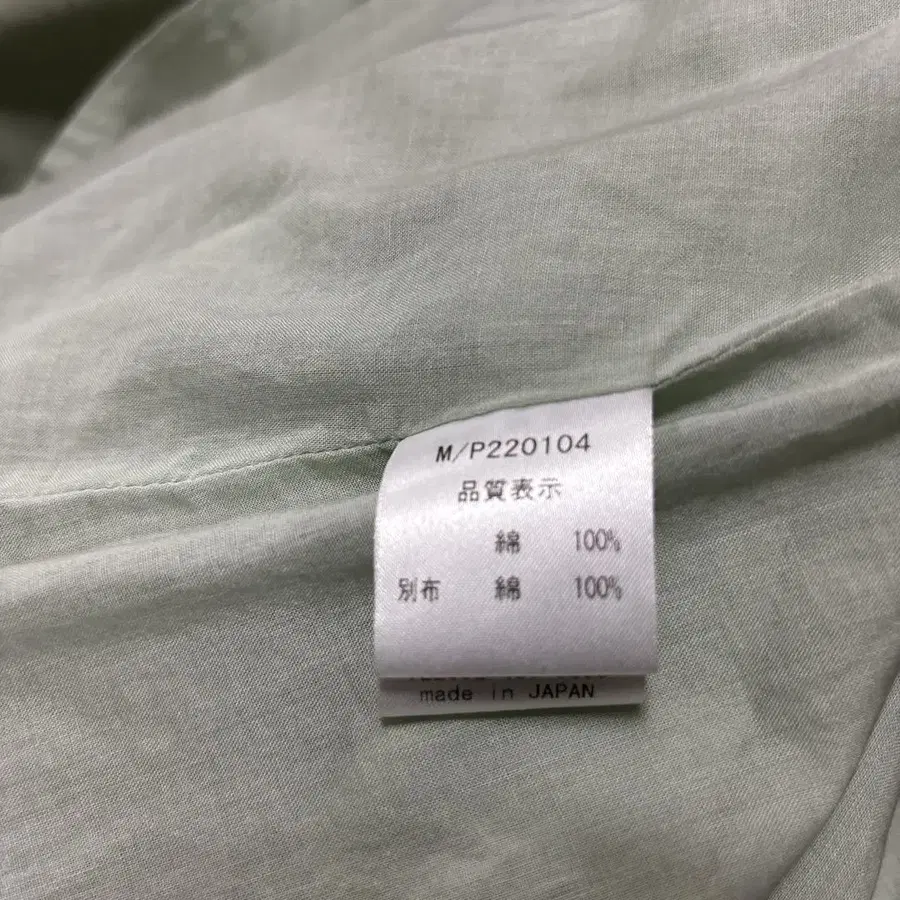 M/P220104
品質表示
綿 100%
別布 綿 100%
made in JAPAN